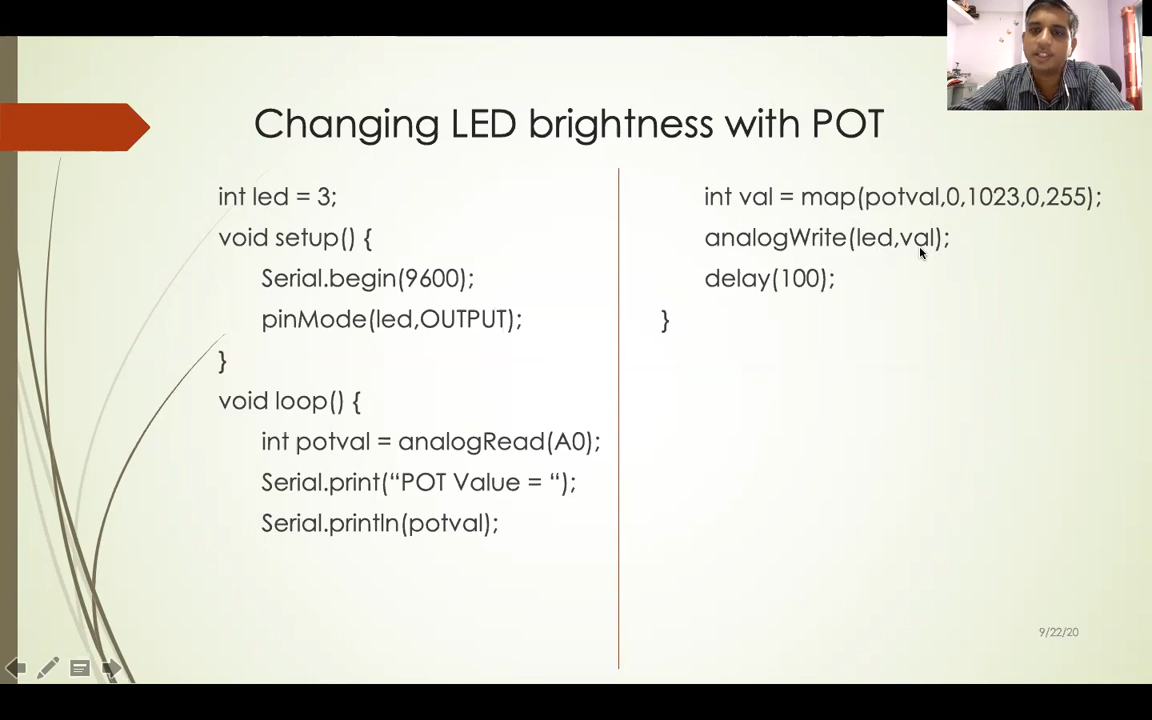 Changing LED brightness with POT
int led = 3;
void setup() {
Serial.begin(9600);
pinMode(led,OUTPUT);
}
void loop() {
int potval = analogRead(A0);
Serial.print(“POT Value = “);
Serial.println(potval);
int val = map(potval,0,1023,0,255);
analogWrite(led,val);
delay(100);
}
9/22/20